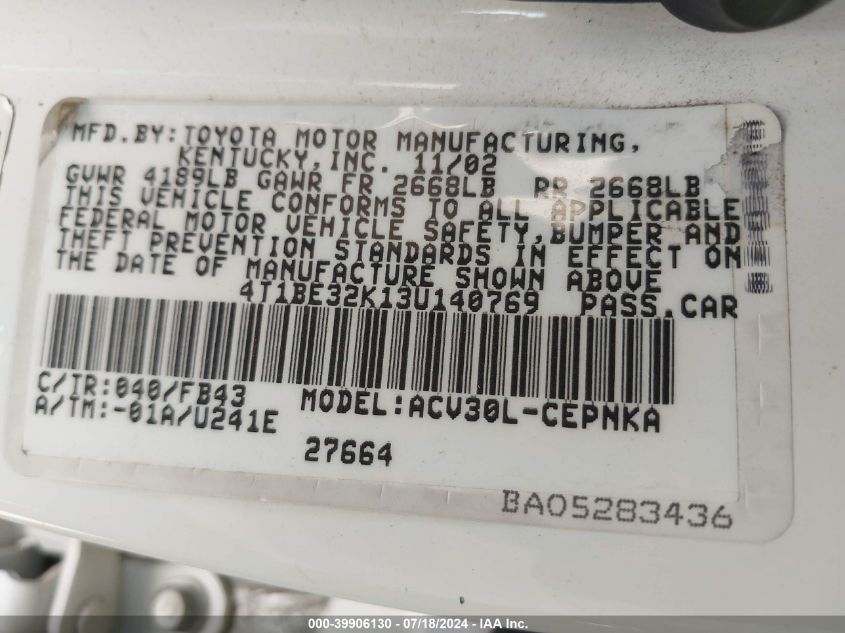 MFD.BY:TOYOTA MOTOR MANUFACTURING,
KENTUCKY,INC. 11/02
GVWR 4189LB GAWR FR 2668LB RR 2668LB
THIS VEHICLE CONFORMS TO ALL APPLICABLE
FEDERAL MOTOR VEHICLE SAFETY,BUMPER AND
THEFT PREVENTION STANDARDS IN EFFECT ON
THE DATE OF MANUFACTURE SHOWN ABOVE
4T1BE32K13U140769 PASS.CAR
C/TR:040/FB43
A/TM:-01A/U241E
MODEL:ACV30L-CEPNKA
27664
BA05283436
000-39906130 - 07/18/2024 - IAA Inc.